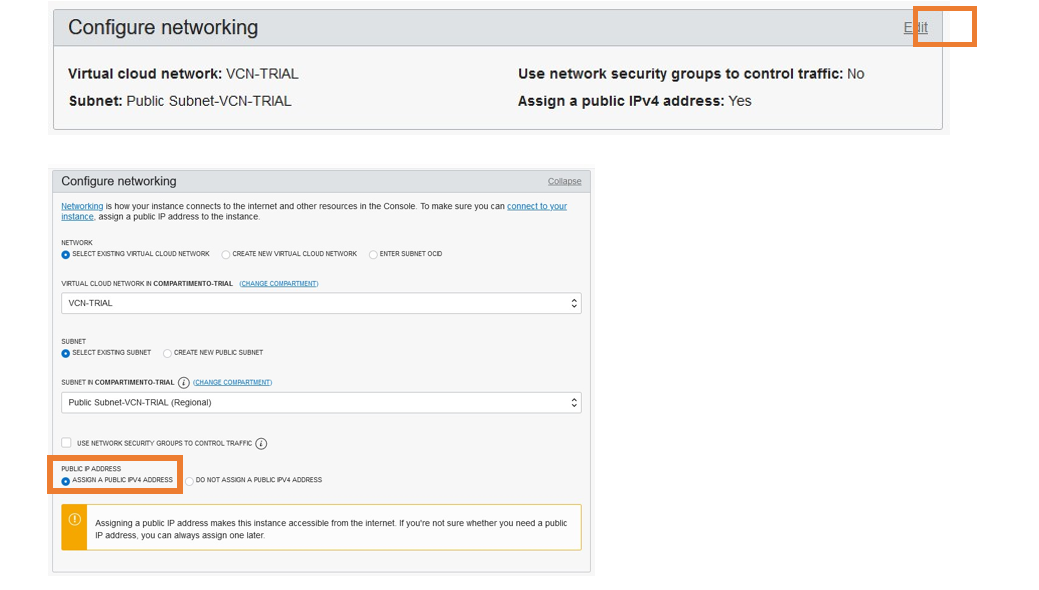 Configure networking
Edit
Virtual cloud network: VCN-TRIAL
Use network security groups to control traffic: No
Subnet: Public Subnet-VCN-TRIAL
Assign a public IPv4 address: Yes
Configure networking
Collapse
Networking is how your instance connects to the internet and other resources in the Console. To make sure you can connect to your
instance, assign a public IP address to the instance.
NETWORK
SELECT EXISTING VIRTUAL CLOUD NETWORK
CREATE NEW VIRTUAL CLOUD NETWORK
ENTER SUBNET OCID
VIRTUAL CLOUD NETWORK IN COMPARTIMENTO-TRIAL (CHANGE COMPARTMENT)
VCN-TRIAL
SUBNET
SELECT EXISTING SUBNET
CREATE NEW PUBLIC SUBNET
SUBNET IN COMPARTIMENTO-TRIAL i (CHANGE COMPARTMENT)
Public Subnet-VCN-TRIAL (Regional)
USE NETWORK SECURITY GROUPS TO CONTROL TRAFFIC i
PUBLIC IP ADDRESS
ASSIGN A PUBLIC IPV4 ADDRESS
DO NOT ASSIGN A PUBLIC IPV4 ADDRESS
Assigning a public IP address makes this instance accessible from the internet. If you're not sure whether you need a public
IP address, you can always assign one later.